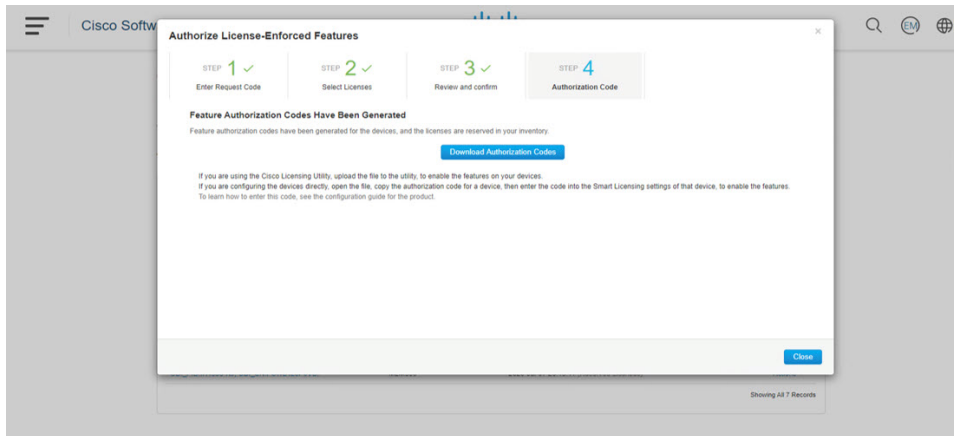 Cisco Softw
EM
Authorize License-Enforced Features
×
STEP 1 ✓
Enter Request Code
STEP 2 ✓
Select Licenses
STEP 3 ✓
Review and confirm
STEP 4
Authorization Code
Feature Authorization Codes Have Been Generated
Feature authorization codes have been generated for the devices, and the licenses are reserved in your inventory.
Download Authorization Codes
If you are using the Cisco Licensing Utility, upload the file to the utility, to enable the features on your devices.
If you are configuring the devices directly, open the file, copy the authorization code for a device, then enter the code into the Smart Licensing settings of that device, to enable the features.
To learn how to enter this code, see the configuration guide for the product.
Close
Showing All 7 Records